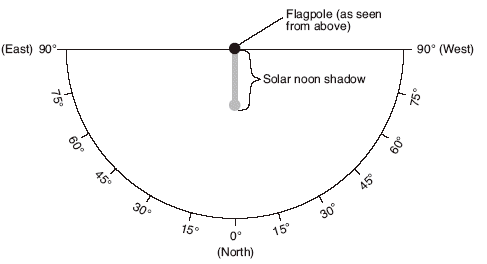 Flagpole (as seen
from above)
(East) 90°
90° (West)
Solar noon shadow
75°
75°
60°
60°
45°
45°
30°
30°
15°
15°
0°
(North)